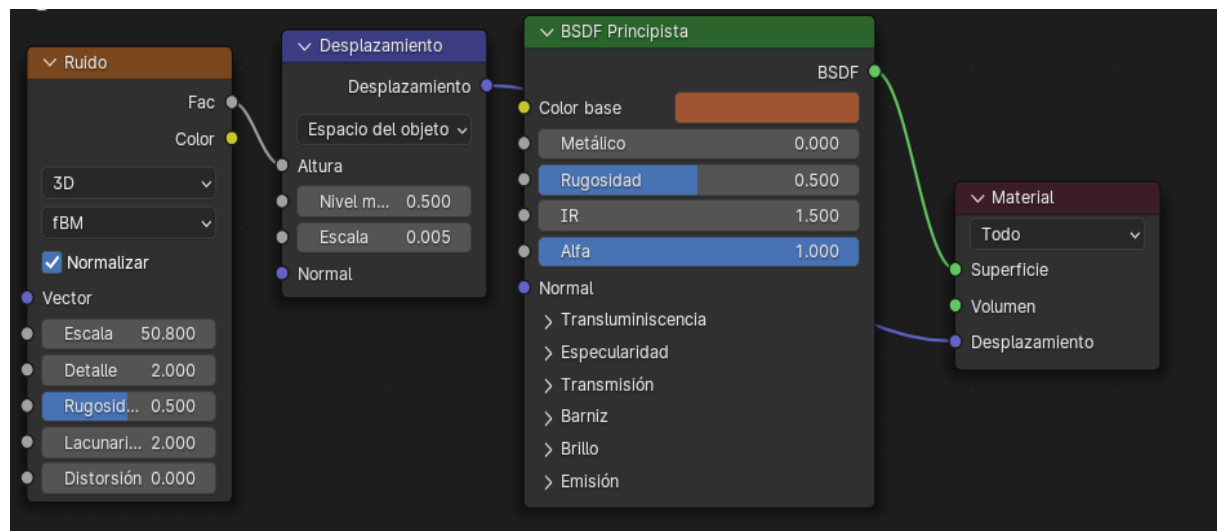 Ruido
Fac
Color
3D
fBM
Normalizar
Vector
Escala 50.800
Detalle 2.000
Rugosid... 0.500
Lacunari... 2.000
Distorsión 0.000
Desplazamiento
Desplazamiento
Espacio del objeto
Altura
Nivel m... 0.500
Escala 0.005
Normal
BSDF Principista
BSDF
Color base
Metálico 0.000
Rugosidad 0.500
IR 1.500
Alfa 1.000
Normal
Transluminiscencia
Especularidad
Transmisión
Barniz
Brillo
Emisión
Material
Todo
Superficie
Volumen
Desplazamiento